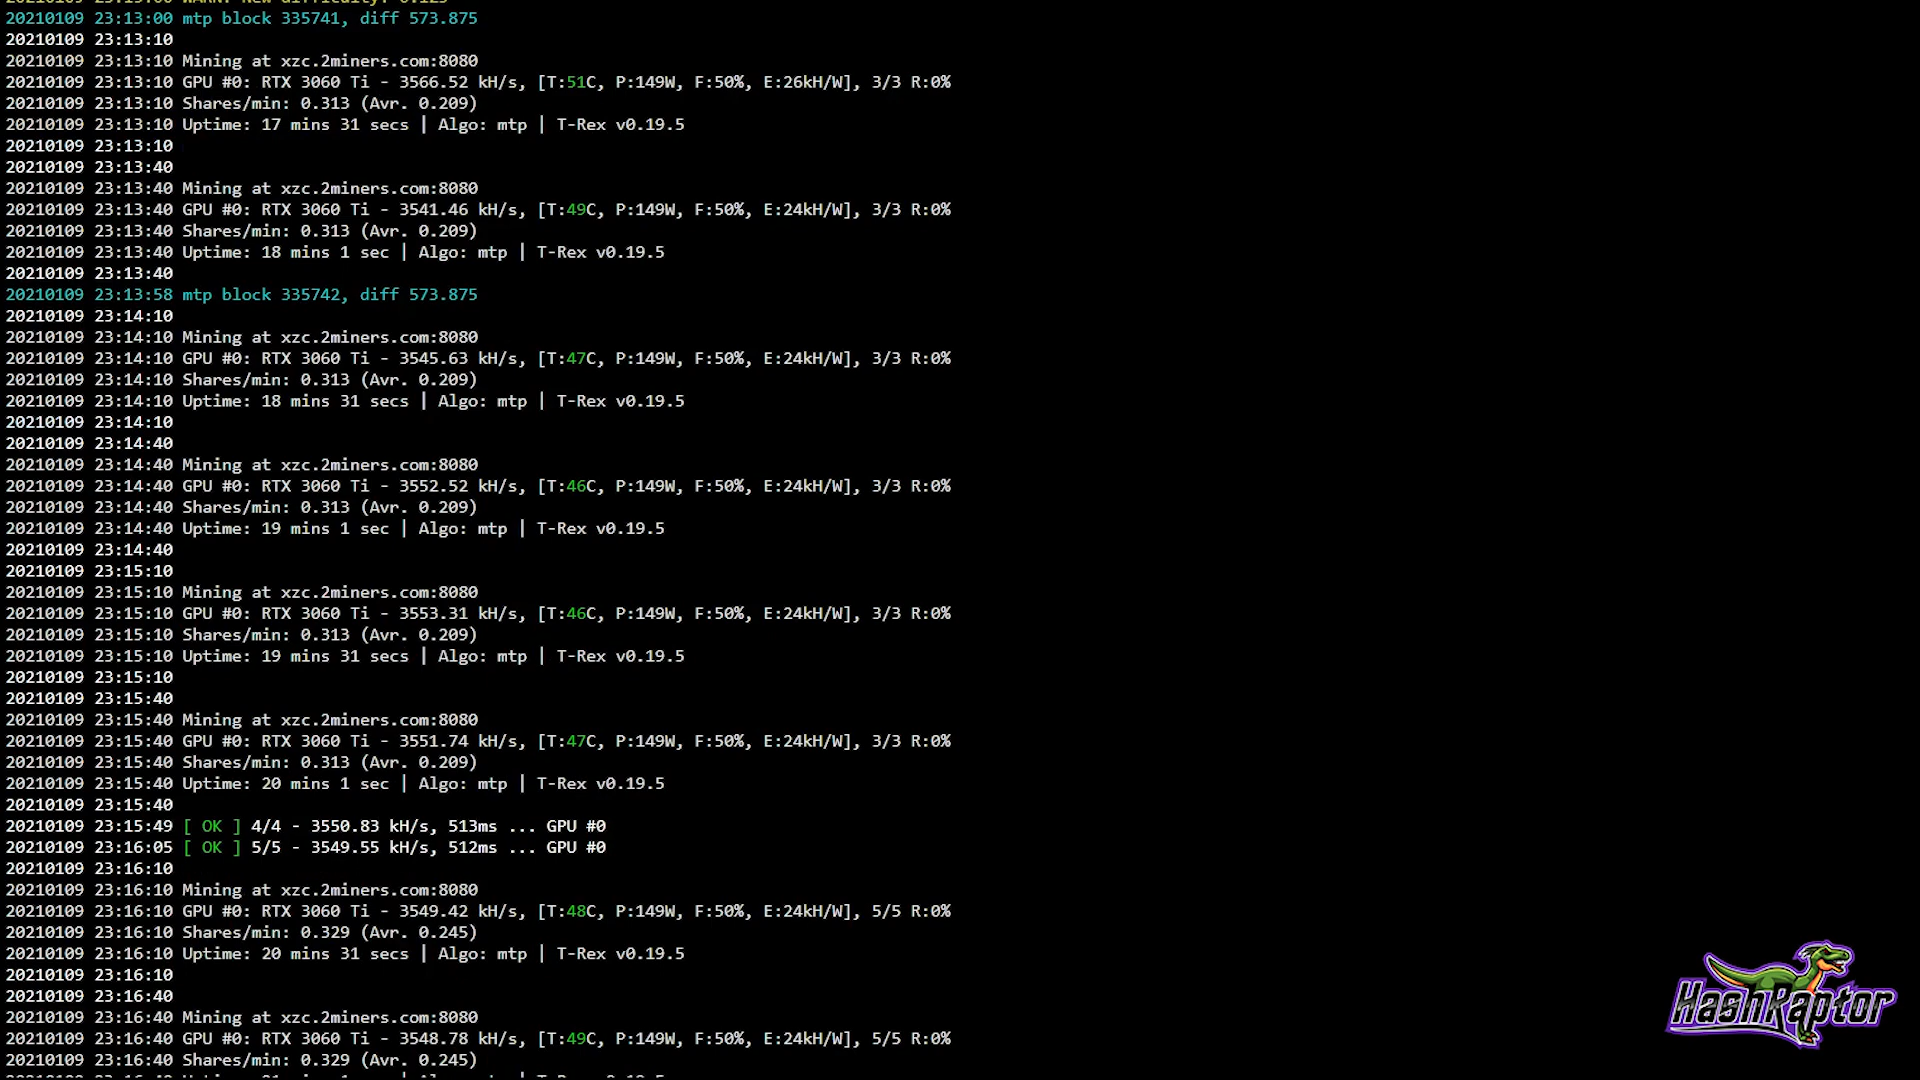 20210109 23:13:00 WARN: New difficulty: 0.125
20210109 23:13:00 mtp block 335741, diff 573.875
20210109 23:13:10
20210109 23:13:10 Mining at xzc.2miners.com:8080
20210109 23:13:10 GPU #0: RTX 3060 Ti - 3566.52 kH/s, [T:51C, P:149W, F:50%, E:26kH/W], 3/3 R:0%
20210109 23:13:10 Shares/min: 0.313 (Avr. 0.209)
20210109 23:13:10 Uptime: 17 mins 31 secs | Algo: mtp | T-Rex v0.19.5
20210109 23:13:10
20210109 23:13:40
20210109 23:13:40 Mining at xzc.2miners.com:8080
20210109 23:13:40 GPU #0: RTX 3060 Ti - 3541.46 kH/s, [T:49C, P:149W, F:50%, E:24kH/W], 3/3 R:0%
20210109 23:13:40 Shares/min: 0.313 (Avr. 0.209)
20210109 23:13:40 Uptime: 18 mins 1 sec | Algo: mtp | T-Rex v0.19.5
20210109 23:13:40
20210109 23:13:58 mtp block 335742, diff 573.875
20210109 23:14:10
20210109 23:14:10 Mining at xzc.2miners.com:8080
20210109 23:14:10 GPU #0: RTX 3060 Ti - 3545.63 kH/s, [T:47C, P:149W, F:50%, E:24kH/W], 3/3 R:0%
20210109 23:14:10 Shares/min: 0.313 (Avr. 0.209)
20210109 23:14:10 Uptime: 18 mins 31 secs | Algo: mtp | T-Rex v0.19.5
20210109 23:14:10
20210109 23:14:40
20210109 23:14:40 Mining at xzc.2miners.com:8080
20210109 23:14:40 GPU #0: RTX 3060 Ti - 3552.52 kH/s, [T:46C, P:149W, F:50%, E:24kH/W], 3/3 R:0%
20210109 23:14:40 Shares/min: 0.313 (Avr. 0.209)
20210109 23:14:40 Uptime: 19 mins 1 sec | Algo: mtp | T-Rex v0.19.5
20210109 23:14:40
20210109 23:15:10
20210109 23:15:10 Mining at xzc.2miners.com:8080
20210109 23:15:10 GPU #0: RTX 3060 Ti - 3553.31 kH/s, [T:46C, P:149W, F:50%, E:24kH/W], 3/3 R:0%
20210109 23:15:10 Shares/min: 0.313 (Avr. 0.209)
20210109 23:15:10 Uptime: 19 mins 31 secs | Algo: mtp | T-Rex v0.19.5
20210109 23:15:10
20210109 23:15:40
20210109 23:15:40 Mining at xzc.2miners.com:8080
20210109 23:15:40 GPU #0: RTX 3060 Ti - 3551.74 kH/s, [T:47C, P:149W, F:50%, E:24kH/W], 3/3 R:0%
20210109 23:15:40 Shares/min: 0.313 (Avr. 0.209)
20210109 23:15:40 Uptime: 20 mins 1 sec | Algo: mtp | T-Rex v0.19.5
20210109 23:15:40
20210109 23:15:49 [ OK ] 4/4 - 3550.83 kH/s, 513ms ... GPU #0
20210109 23:16:05 [ OK ] 5/5 - 3549.55 kH/s, 512ms ... GPU #0
20210109 23:16:10
20210109 23:16:10 Mining at xzc.2miners.com:8080
20210109 23:16:10 GPU #0: RTX 3060 Ti - 3549.42 kH/s, [T:48C, P:149W, F:50%, E:24kH/W], 5/5 R:0%
20210109 23:16:10 Shares/min: 0.329 (Avr. 0.245)
20210109 23:16:10 Uptime: 20 mins 31 secs | Algo: mtp | T-Rex v0.19.5
20210109 23:16:10
20210109 23:16:40
20210109 23:16:40 Mining at xzc.2miners.com:8080
20210109 23:16:40 GPU #0: RTX 3060 Ti - 3548.78 kH/s, [T:49C, P:149W, F:50%, E:24kH/W], 5/5 R:0%
20210109 23:16:40 Shares/min: 0.329 (Avr. 0.245)
HashRaptor